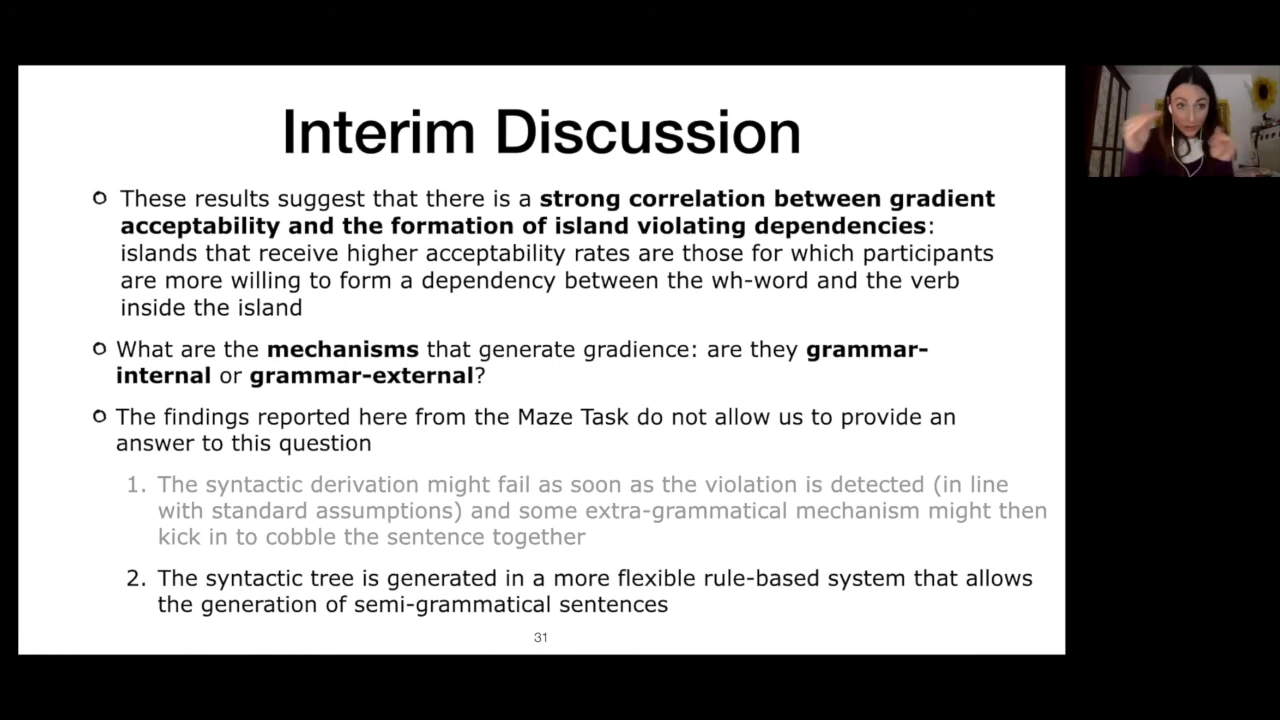 Interim Discussion
These results suggest that there is a strong correlation between gradient
acceptability and the formation of island violating dependencies:
islands that receive higher acceptability rates are those for which participants
are more willing to form a dependency between the wh-word and the verb
inside the island
What are the mechanisms that generate gradience: are they grammar-
internal or grammar-external?
The findings reported here from the Maze Task do not allow us to provide an
answer to this question
1. The syntactic derivation might fail as soon as the violation is detected (in line
with standard assumptions) and some extra-grammatical mechanism might then
kick in to cobble the sentence together
2. The syntactic tree is generated in a more flexible rule-based system that allows
the generation of semi-grammatical sentences
31